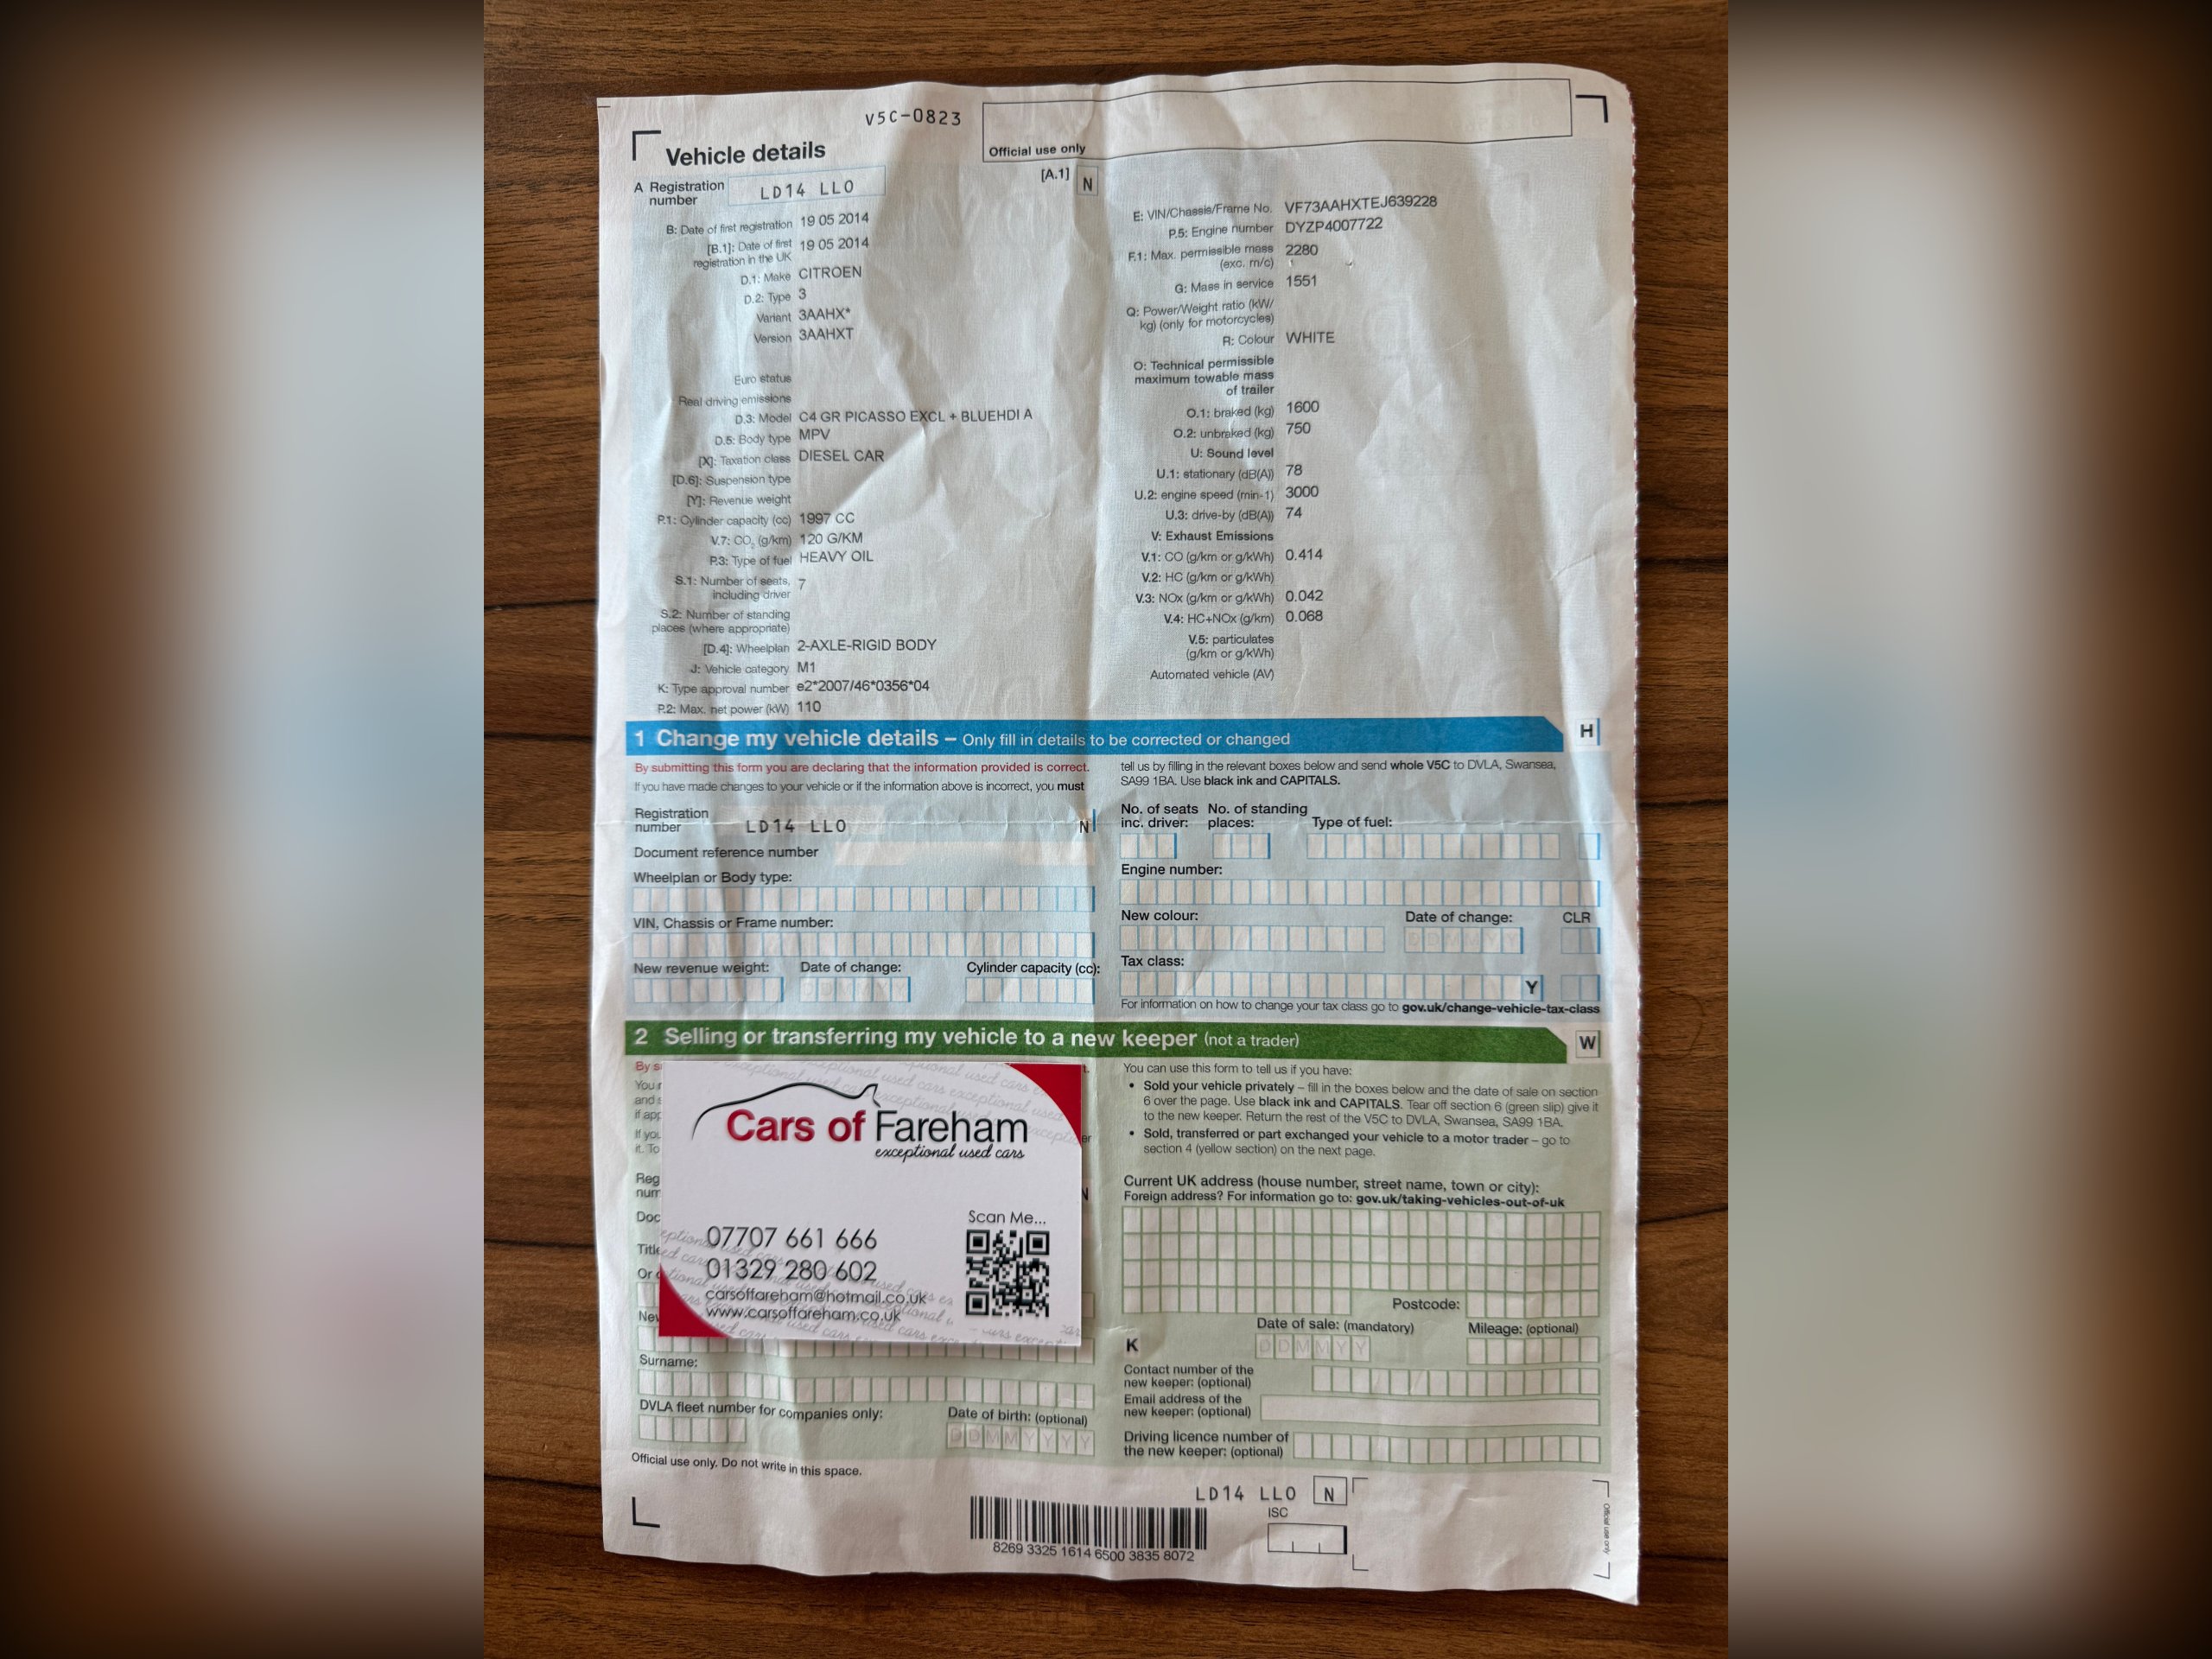 V5C-0823
Official use only
Vehicle details
A Registration number LD14 LLO
[A.1] N
B: Date of first registration 19 05 2014
[B.1]: Date of first registration in the UK 19 05 2014
D.1: Make CITROEN
D.2: Type 3
Variant 3AAHX*
Version 3AAHXT
Euro status
Real driving emissions
D.3: Model C4 GR PICASSO EXCL + BLUEHDI A
D.5: Body type MPV
[X]: Taxation class DIESEL CAR
[D.6]: Suspension type
[Y]: Revenue weight
P.1: Cylinder capacity (cc) 1997 CC
V.7: CO₂ (g/km) 120 G/KM
P.3: Type of fuel HEAVY OIL
S.1: Number of seats, including driver 7
S.2: Number of standing places (where appropriate)
[D.4]: Wheelplan 2-AXLE-RIGID BODY
J: Vehicle category M1
K: Type approval number e2*2007/46*0356*04
P.2: Max. net power (kW) 110
E: VIN/Chassis/Frame No. VF73AAHXTEJ639228
P.5: Engine number DYZP4007722
F.1: Max. permissible mass (exc. m/c) 2280
G: Mass in service 1551
Q: Power/Weight ratio (kW/kg) (only for motorcycles)
R: Colour WHITE
O: Technical permissible maximum towable mass of trailer
O.1: braked (kg) 1600
O.2: unbraked (kg) 750
U: Sound level
U.1: stationary (dB(A)) 78
U.2: engine speed (min-1) 3000
U.3: drive-by (dB(A)) 74
V: Exhaust Emissions
V.1: CO (g/km or g/kWh) 0.414
V.2: HC (g/km or g/kWh)
V.3: NOx (g/km or g/kWh) 0.042
V.4: HC+NOx (g/km) 0.068
V.5: particulates (g/km or g/kWh)
Automated vehicle (AV)
1 Change my vehicle details – Only fill in details to be corrected or changed
H
By submitting this form you are declaring that the information provided is correct.
If you have made changes to your vehicle or if the information above is incorrect, you must
tell us by filling in the relevant boxes below and send whole V5C to DVLA, Swansea,
SA99 1BA. Use black ink and CAPITALS.
Registration number LD14 LLO N
Document reference number
Wheelplan or Body type:
VIN, Chassis or Frame number:
New revenue weight: Date of change: Cylinder capacity (cc):
No. of seats inc. driver: No. of standing places: Type of fuel:
Engine number:
New colour: Date of change: CLR
DDMMYY
Tax class:
Y
For information on how to change your tax class go to gov.uk/change-vehicle-tax-class
2 Selling or transferring my vehicle to a new keeper (not a trader)
W
Cars of Fareham
exceptional used cars
Scan Me...
07707 661 666
01329 280 602
carsoffareham@hotmail.co.uk
www.carsoffareham.co.uk
Surname:
DVLA fleet number for companies only: Date of birth: (optional)
DDMMYYYY
You can use this form to tell us if you have:
• Sold your vehicle privately – fill in the boxes below and the date of sale on section
6 over the page. Use black ink and CAPITALS. Tear off section 6 (green slip) give it
to the new keeper. Return the rest of the V5C to DVLA, Swansea, SA99 1BA.
• Sold, transferred or part exchanged your vehicle to a motor trader – go to
section 4 (yellow section) on the next page.
Current UK address (house number, street name, town or city):
Foreign address? For information go to: gov.uk/taking-vehicles-out-of-uk
Postcode:
K
Date of sale: (mandatory) Mileage: (optional)
DDMMYY
Contact number of the new keeper: (optional)
Email address of the new keeper: (optional)
Driving licence number of the new keeper: (optional)
Official use only. Do not write in this space.
LD14 LLO N
ISC
8269 3325 1614 6500 3835 8072
Official use only